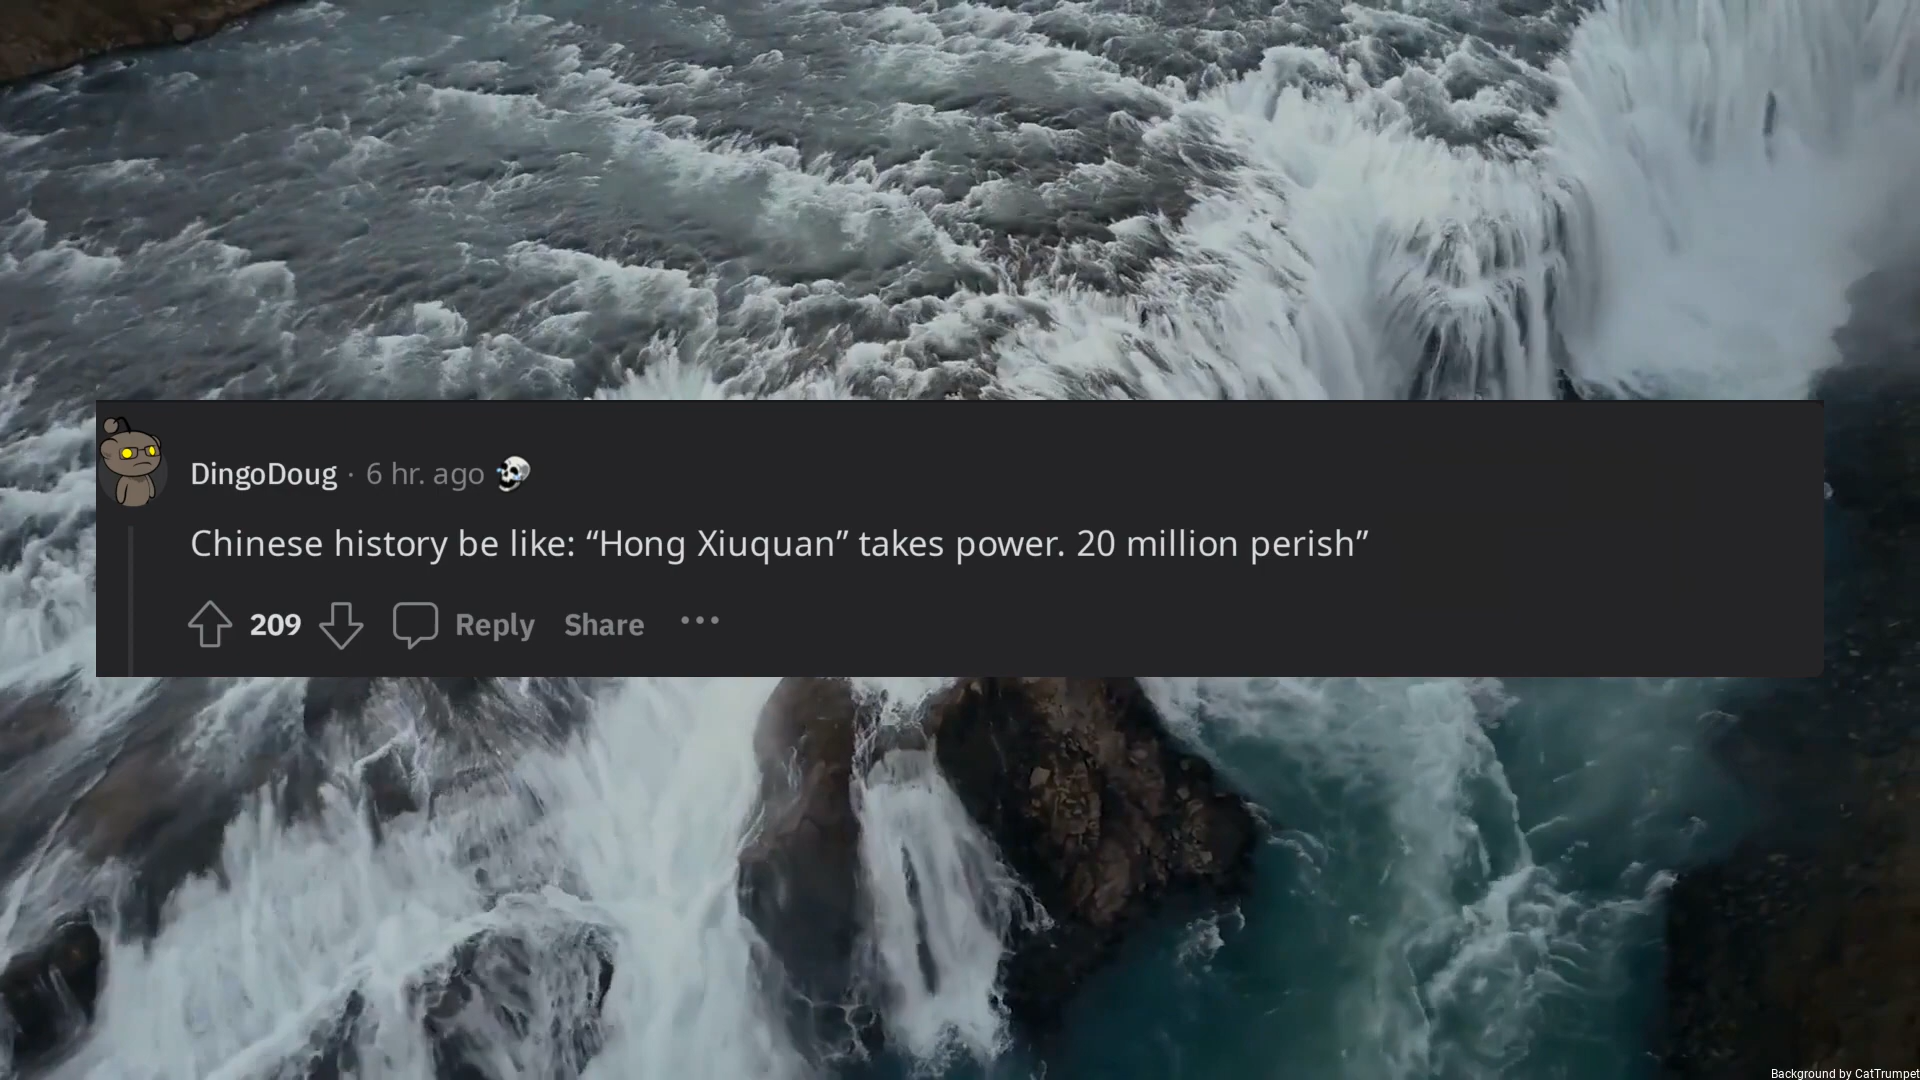 DingoDoug · 6 hr. ago 💀
Chinese history be like: “Hong Xiuquan” takes power. 20 million perish”
209 Reply Share ···
Background by CatTrumpet